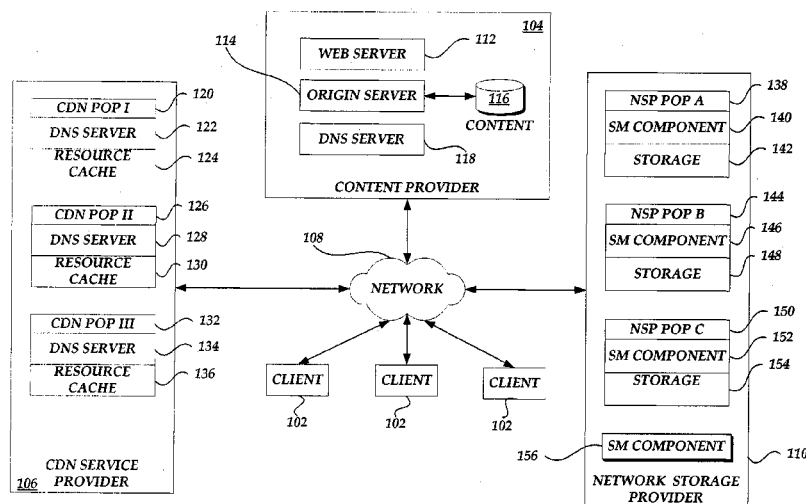 104
114
WEB SERVER
112
ORIGIN SERVER
116
CONTENT
DNS SERVER
118
CONTENT PROVIDER
CDN POP I
120
DNS SERVER
122
RESOURCE
CACHE
124
CDN POP II
126
DNS SERVER
128
RESOURCE
CACHE
130
CDN POP III
132
DNS SERVER
134
RESOURCE
CACHE
136
106
CDN SERVICE
PROVIDER
108
NETWORK
CLIENT
102
CLIENT
102
CLIENT
102
NSP POP A
138
SM COMPONENT
140
STORAGE
142
NSP POP B
144
SM COMPONENT
146
STORAGE
148
NSP POP C
150
SM COMPONENT
152
STORAGE
154
156
SM COMPONENT
110
NETWORK STORAGE
PROVIDER